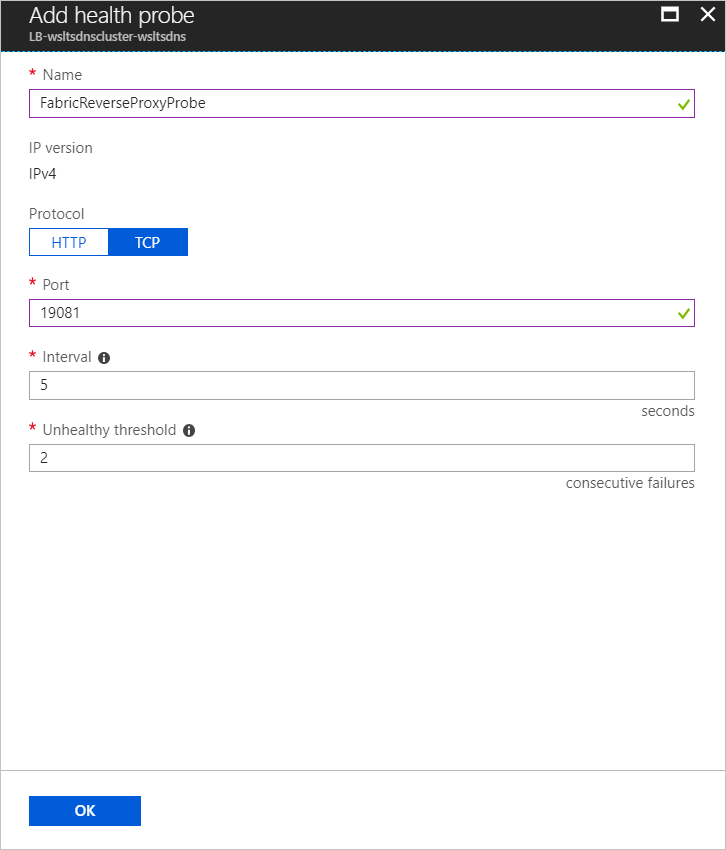 Add health probe
LB-wsltsdnscluster-wsltsdns
* Name
FabricReverseProxyProbe
IP version
IPv4
Protocol
HTTP TCP
* Port
19081
* Interval
5
seconds
* Unhealthy threshold
2
consecutive failures
OK